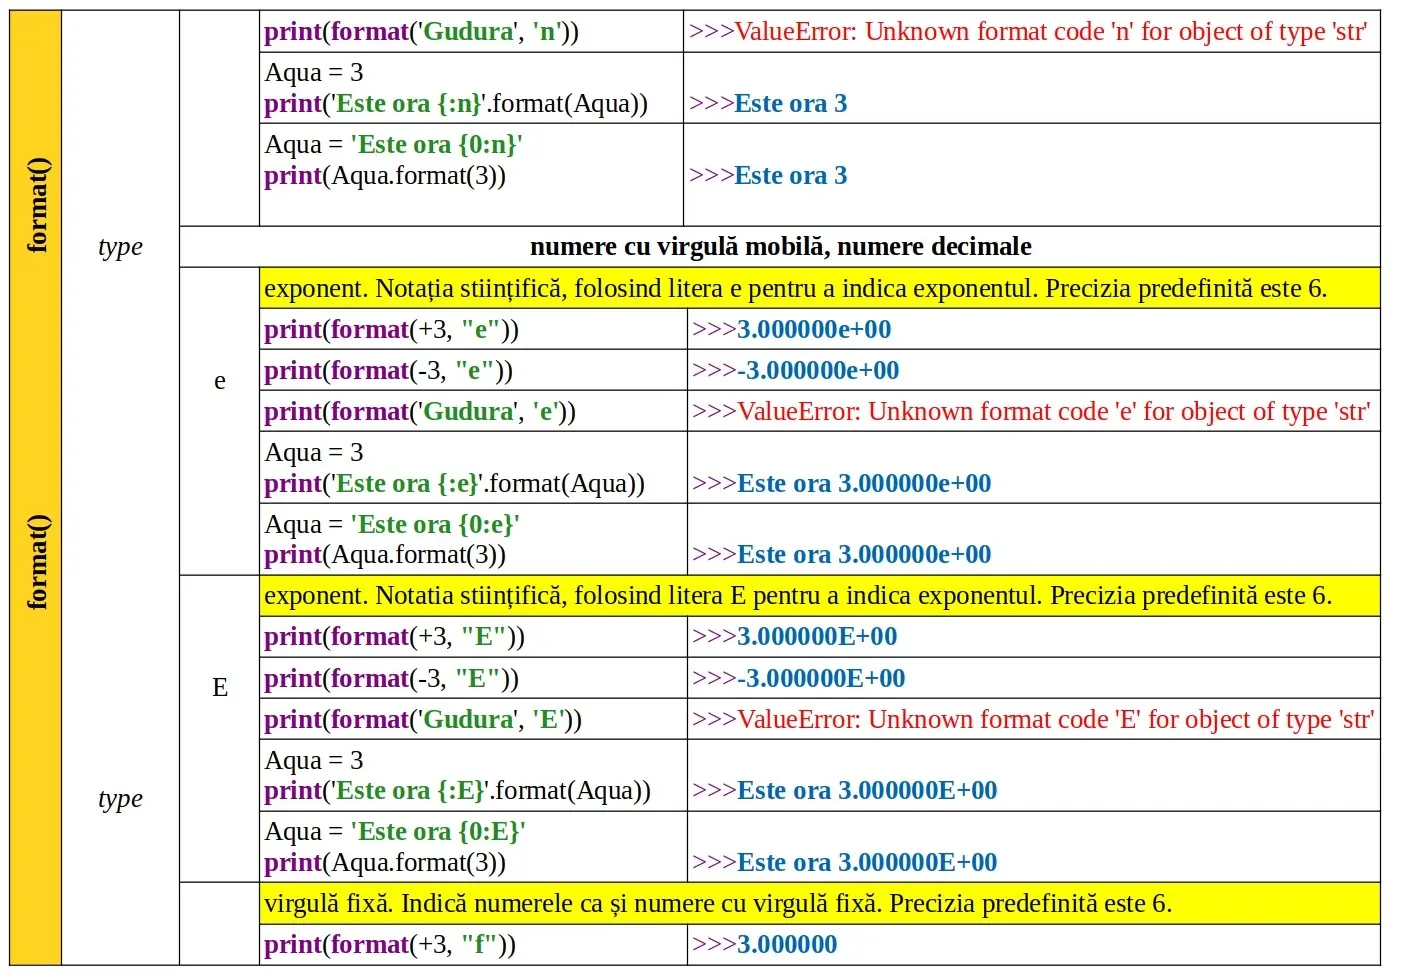 format()
type
print(format('Gudura', 'n'))
>>>ValueError: Unknown format code 'n' for object of type 'str'
Aqua = 3
print('Este ora {:n}'.format(Aqua))
>>>Este ora 3
Aqua = 'Este ora {0:n}'
print(Aqua.format(3))
>>>Este ora 3
numere cu virgulă mobilă, numere decimale
e
exponent. Notația stiințifică, folosind litera e pentru a indica exponentul. Precizia predefinită este 6.
print(format(+3, "e"))
>>>3.000000e+00
print(format(-3, "e"))
>>>-3.000000e+00
print(format('Gudura', 'e'))
>>>ValueError: Unknown format code 'e' for object of type 'str'
Aqua = 3
print('Este ora {:e}'.format(Aqua))
>>>Este ora 3.000000e+00
Aqua = 'Este ora {0:e}'
print(Aqua.format(3))
>>>Este ora 3.000000e+00
format()
type
E
exponent. Notatia stiințifică, folosind litera E pentru a indica exponentul. Precizia predefinită este 6.
print(format(+3, "E"))
>>>3.000000E+00
print(format(-3, "E"))
>>>-3.000000E+00
print(format('Gudura', 'E'))
>>>ValueError: Unknown format code 'E' for object of type 'str'
Aqua = 3
print('Este ora {:E}'.format(Aqua))
>>>Este ora 3.000000E+00
Aqua = 'Este ora {0:E}'
print(Aqua.format(3))
>>>Este ora 3.000000E+00
virgulă fixă. Indică numerele ca și numere cu virgulă fixă. Precizia predefinită este 6.
print(format(+3, "f"))
>>>3.000000